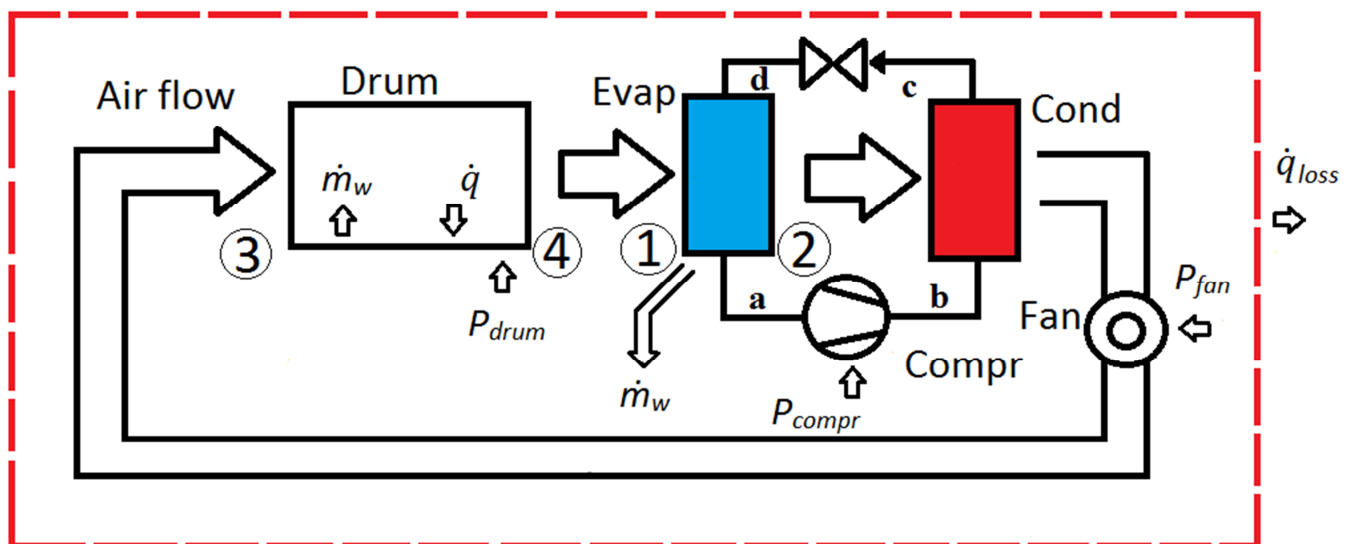 Air flow
Drum
Evap
d
c
Cond
ṁw
q̇
q̇loss
3
4
1
2
a
b
Pdrum
Fan
Pfan
Compr
ṁw
Pcompr